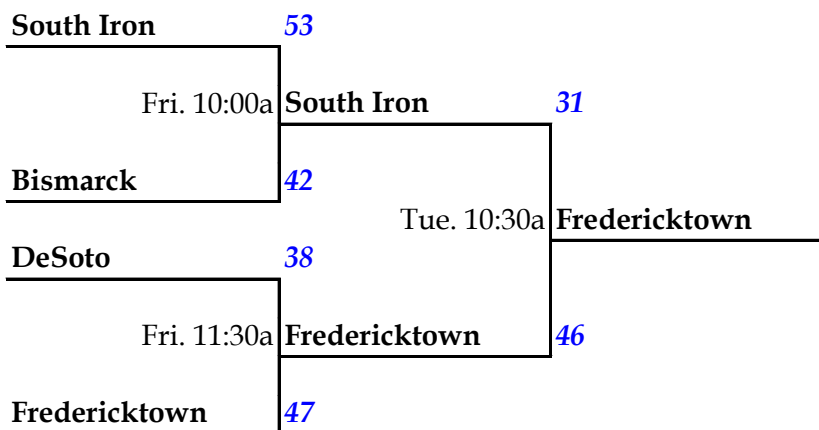 South Iron 53
Fri. 10:00a South Iron 31
Bismarck 42
Tue. 10:30a Fredericktown
DeSoto 38
Fri. 11:30a Fredericktown 46
Fredericktown 47